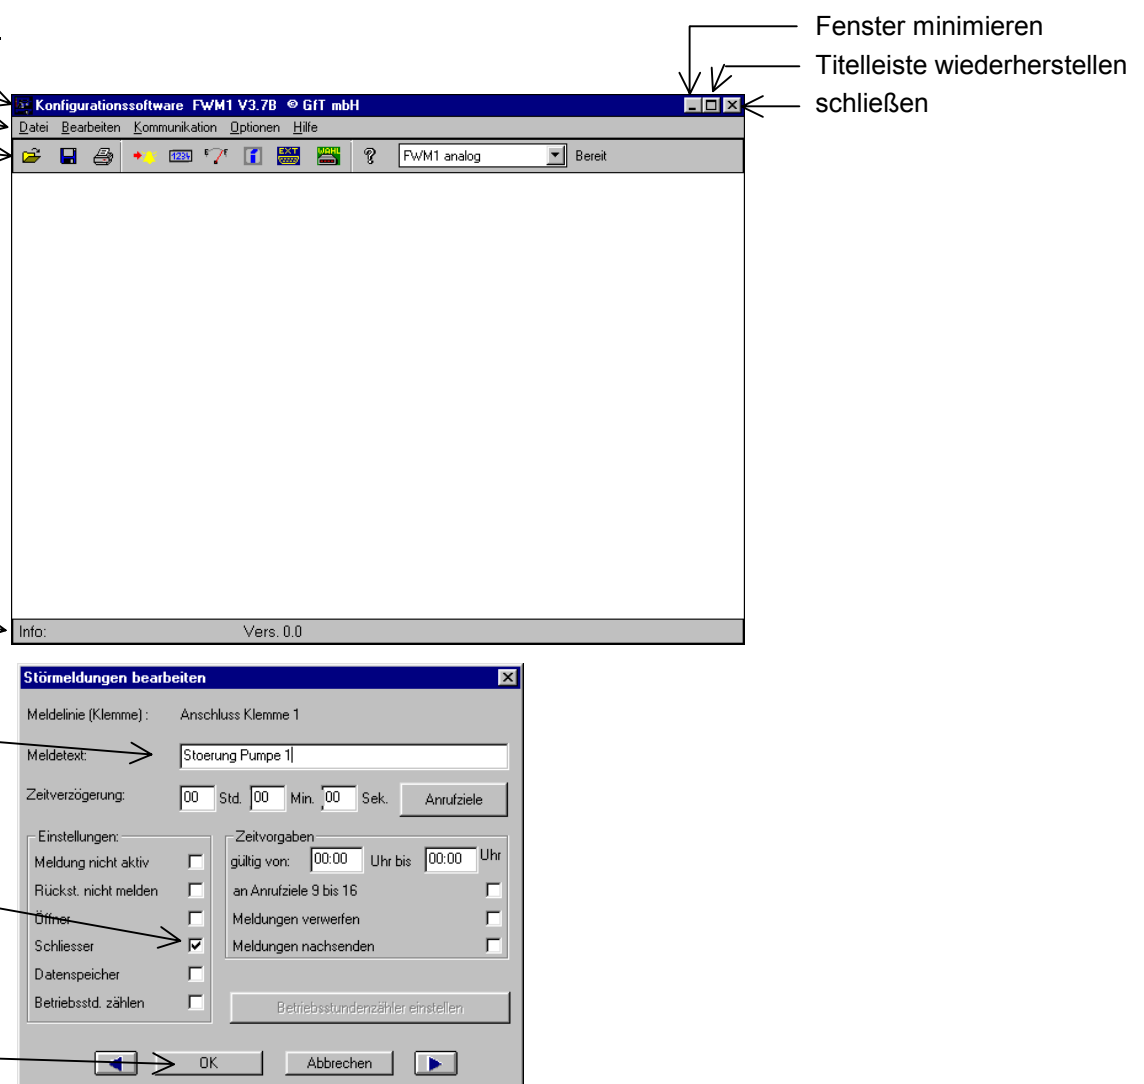 Fenster minimieren
Titelleiste wiederherstellen
schließen
Konfigurationssoftware FWM1 V3.7B © GfT mbH
Datei Bearbeiten Kommunikation Optionen Hilfe
1234 EXT WAHL ? FWM1 analog Bereit
Info: Vers. 0.0
Störmeldungen bearbeiten
Meldelinie (Klemme) : Anschluss Klemme 1
Meldetext: Stoerung Pumpe 1
Zeitverzögerung: 00 Std. 00 Min. 00 Sek. Anrufziele
Einstellungen: Zeitvorgaben
Meldung nicht aktiv gültig von: 00:00 Uhr bis 00:00 Uhr
Rückst. nicht melden an Anrufziele 9 bis 16
Öffner Meldungen verwerfen
Schliesser Meldungen nachsenden
Datenspeicher
Betriebsstd. zählen Betriebsstundenzähler einstellen
OK Abbrechen